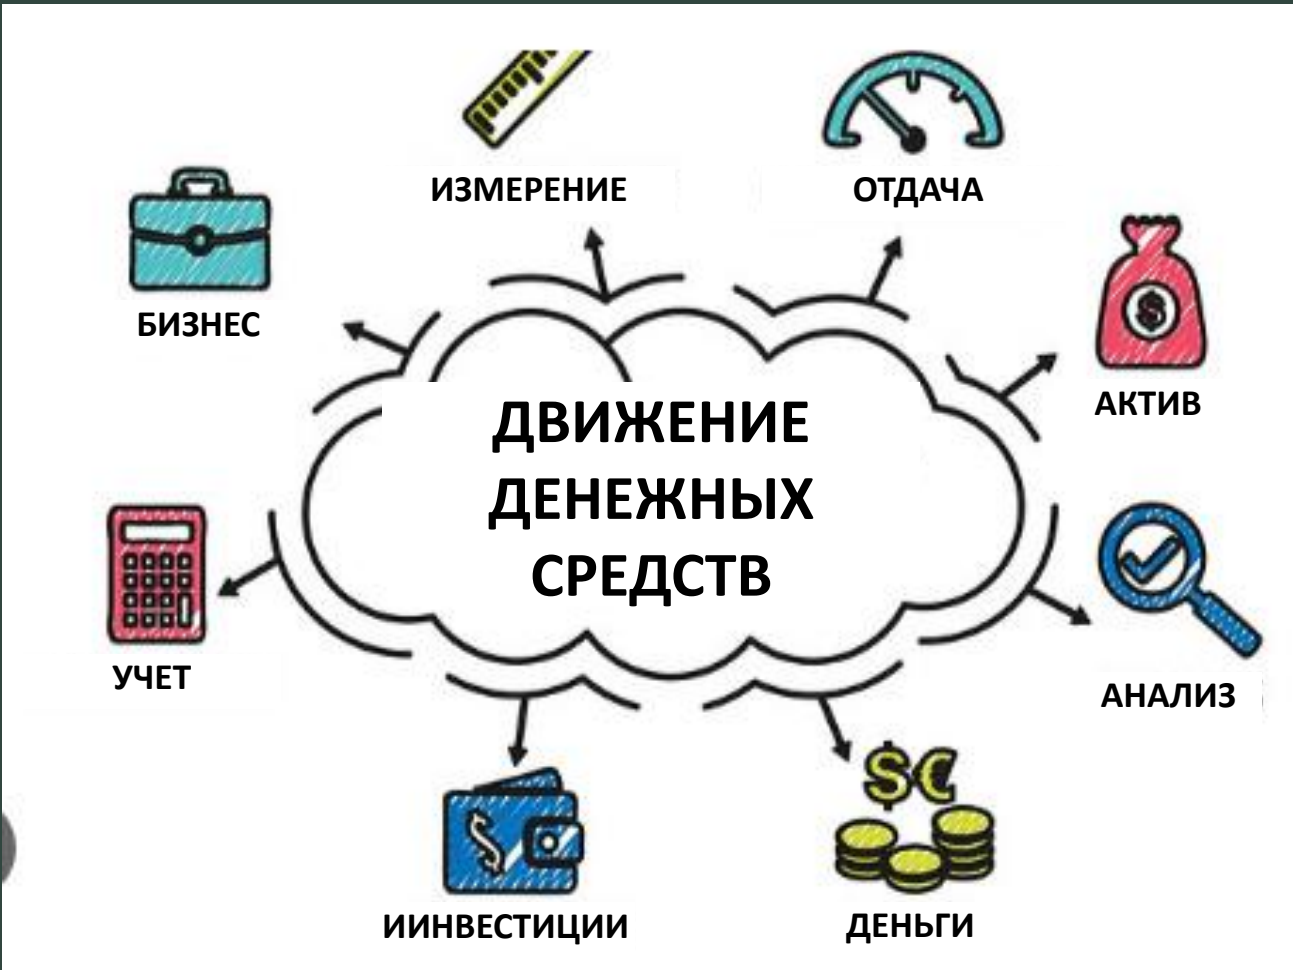 ИЗМЕРЕНИЕ
ОТДАЧА
БИЗНЕС
АКТИВ
ДВИЖЕНИЕ
ДЕНЕЖНЫХ
СРЕДСТВ
УЧЕТ
АНАЛИЗ
ИИНВЕСТИЦИИ
ДЕНЬГИ
$€
$
$